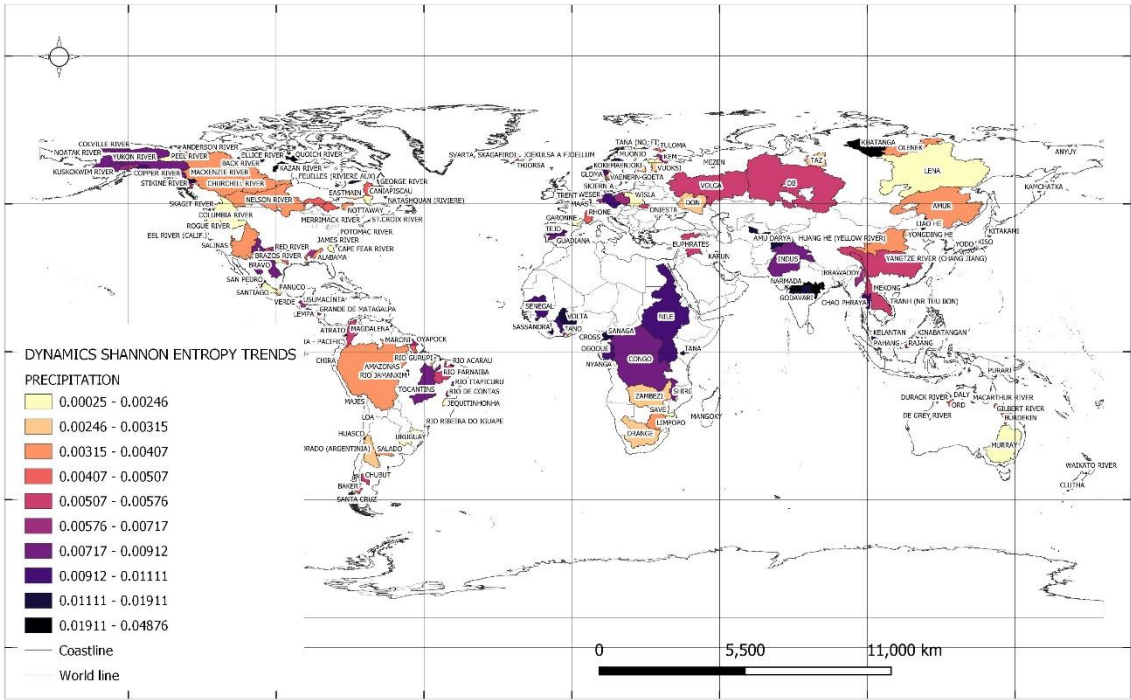 COLVILLE RIVER
ANDERSON RIVER
NOATAK RIVER
YUKON RIVER
PEEL RIVER
ELLICE RIVER
QUOICH RIVER
BACK RIVER
KUSKOKWIM RIVER
COPPER RIVER
MACKENZIE RIVER
KAZAN RIVER
FEUILLES (RIVIERE AUX)
GEORGE RIVER
STIKINE RIVER
CHURCHILL RIVER
EASTMAIN
CANIAPISCAU
NATASHQUAN (RIVIERE)
SKAGIT RIVER
NELSON RIVER
NOTTAWAY
COLUMBIA RIVER
MERRIMACK RIVER
ST.CROIX RIVER
ROGUE RIVER
POTOMAC RIVER
EEL RIVER (CALIF.)
JAMES RIVER
SALINAS
RED RIVER
CAPE FEAR RIVER
BRAZOS RIVER
ALABAMA
BRAVO
SAN PEDRO
PANUCO
SANTIAGO
VERDE
USUMACINTA
LEMPA
GRANDE DE MATAGALPA
ATRATO
MAGDALENA
MARONI
OYAPOCK
(A - PACIFIC)
CHIRA
AMAZONAS
RIO GURUPI
RIO ACARAU
RIO JAMANXIM
RIO PARNAIBA
TOCANTINS
RIO ITAPICURU
RIO DE CONTAS
MAJES
JEQUITINHONHA
LOA
RIO RIBEIRA DO IGUAPE
HUASCO
URUGUAY
ORADO (ARGENTINIA)
SALADO
CHUBUT
BAKER
SANTA CRUZ
SVARTA, SKAGAFIROI
JOEKULSA A FJOELLUM
THJORSA
TANA (NO, FI)
TULOMA
MUONIO
KEM
MEZEN
KOKEMAENJOKI
GLOMA
VUOKSI
VAENERN-GOETA
SKJERN A
TRENT
WESER
WISLA
VOLGA
OB
TAZ
MAAS
DON
DNIESTR
GARONNE
RHONE
TEJO
GUADIANA
EUPHRATES
KARUN
KHATANGA
OLENEK
ANYUY
LENA
KAMCHATKA
AMUR
LIAO HE
KITAKAMI
AMU DARYA
HUANG HE (YELLOW RIVER)
YONGDING HE
YODO
KISO
INDUS
YANGTZE RIVER (CHANG JIANG)
IRRAWADDY
NARMADA
MEKONG
GODAVARI
CHAO PHRAYA
TRANH (NR THU BON)
SENEGAL
NILE
VOLTA
SASSANDRA
TANO
SANAGA
CROSS
OGOOUE
CONGO
TANA
NYANGA
SHIRE
ZAMBEZI
SAVE
MANGOKY
LIMPOPO
ORANGE
KELANTAN
KINABATANGAN
PAHANG
RAJANG
PURARI
DURACK RIVER
DALY
MACARTHUR RIVER
ORD
GILBERT RIVER
DE GREY RIVER
BURDEKIN
MURRAY
WAIKATO RIVER
CLUTHA
DYNAMICS SHANNON ENTROPY TRENDS
PRECIPITATION
0.00025 - 0.00246
0.00246 - 0.00315
0.00315 - 0.00407
0.00407 - 0.00507
0.00507 - 0.00576
0.00576 - 0.00717
0.00717 - 0.00912
0.00912 - 0.01111
0.01111 - 0.01911
0.01911 - 0.04876
Coastline
World line
0 5,500 11,000 km